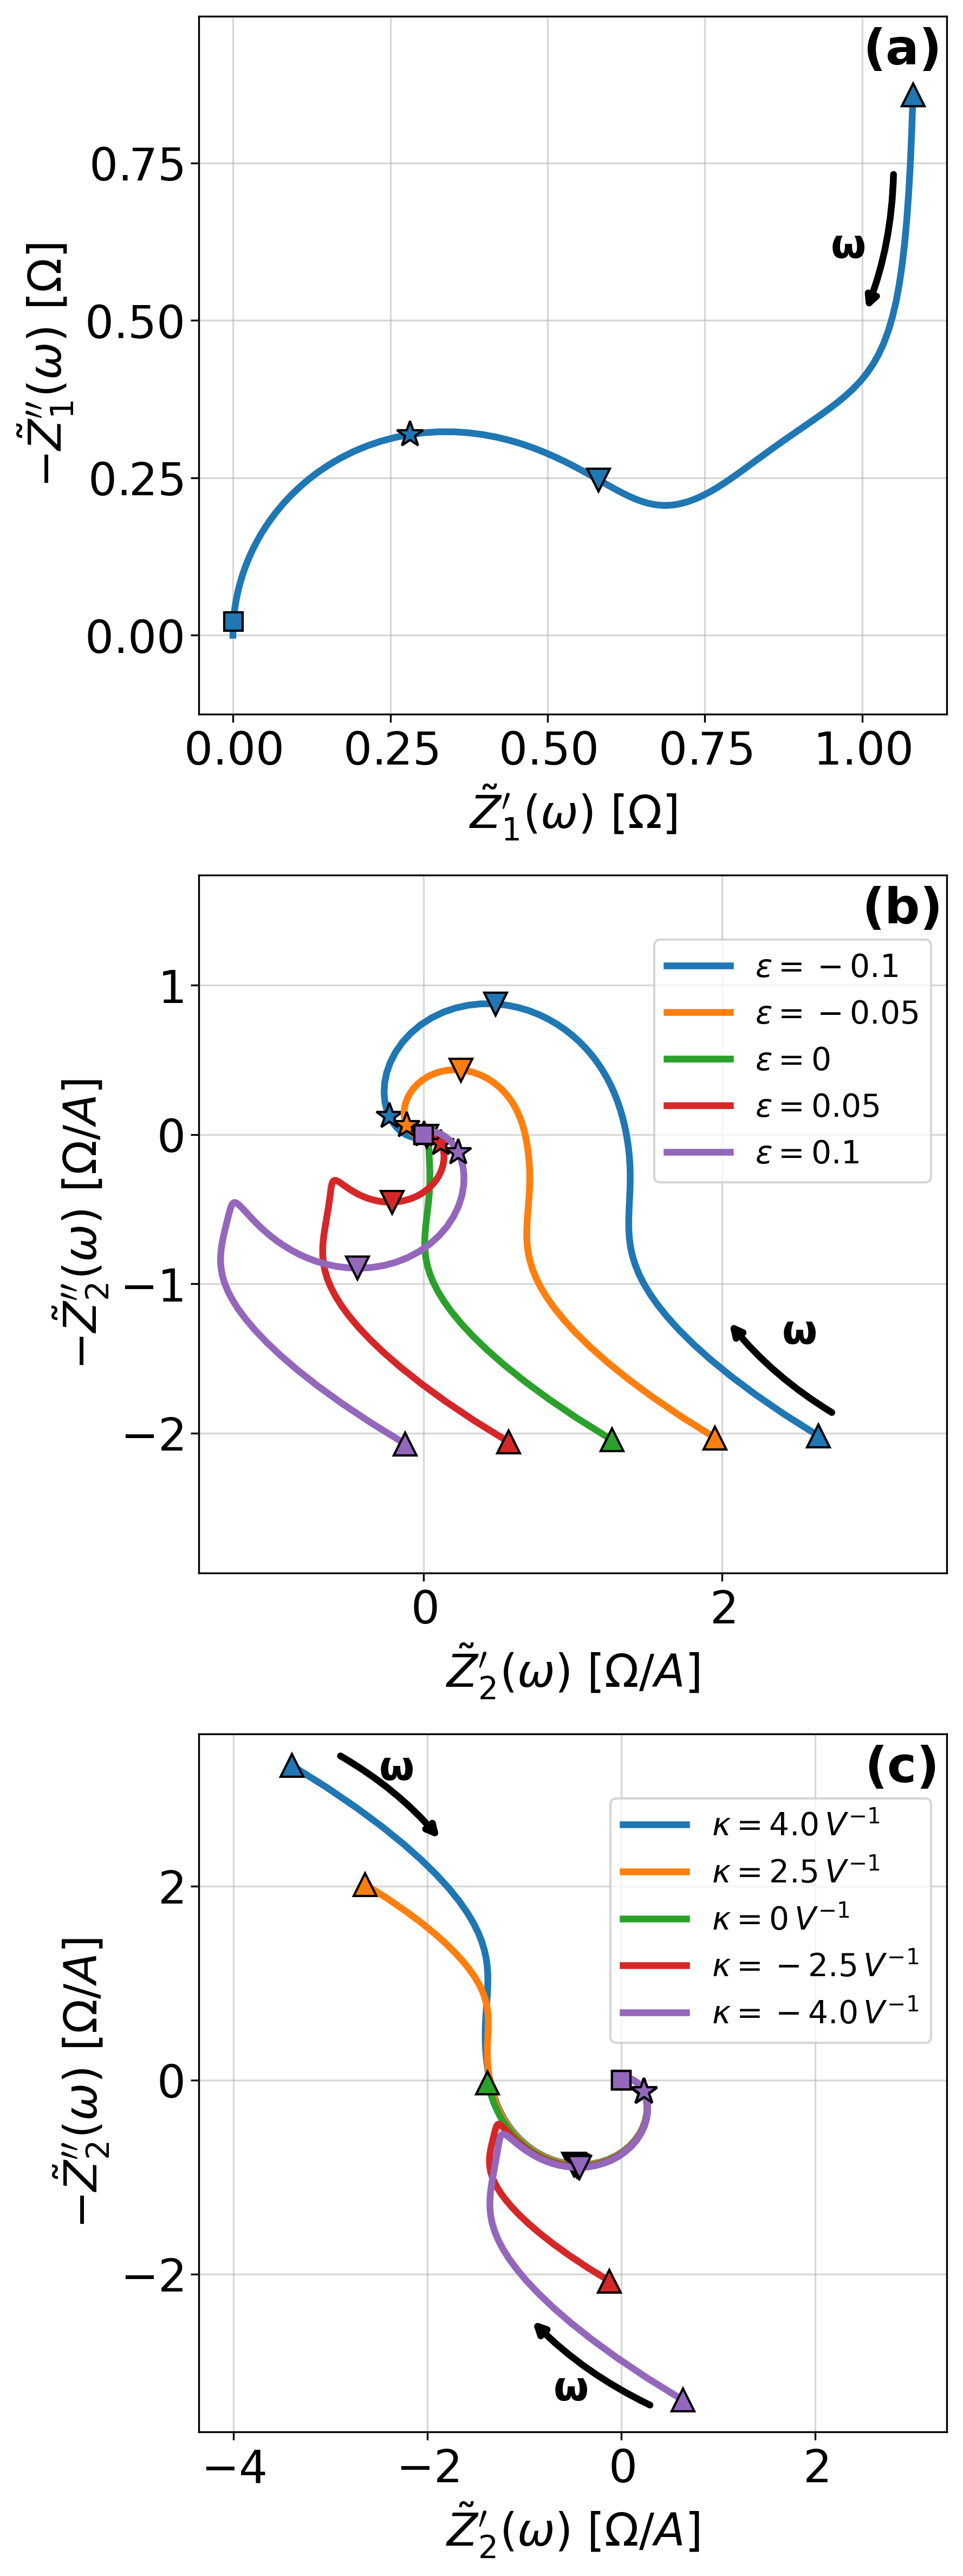 (a)
0.75
ω
0.50
0.25
0.00
−Z̃″₁(ω) [Ω]
0.00 0.25 0.50 0.75 1.00
Z̃′₁(ω) [Ω]
(b)
ε = −0.1
ε = −0.05
ε = 0
ε = 0.05
ε = 0.1
1
0
−1
−2
−Z̃″₂(ω) [Ω/A]
ω
0 2
Z̃′₂(ω) [Ω/A]
(c)
ω
κ = 4.0 V⁻¹
κ = 2.5 V⁻¹
κ = 0 V⁻¹
κ = −2.5 V⁻¹
κ = −4.0 V⁻¹
2
0
−2
−Z̃″₂(ω) [Ω/A]
ω
−4 −2 0 2
Z̃′₂(ω) [Ω/A]